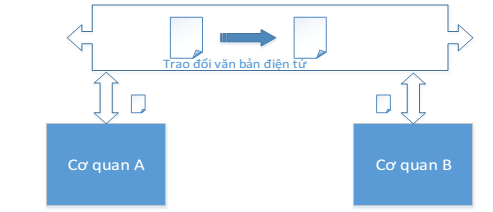 Trao đổi văn bản điện tử
Cơ quan A
Cơ quan B